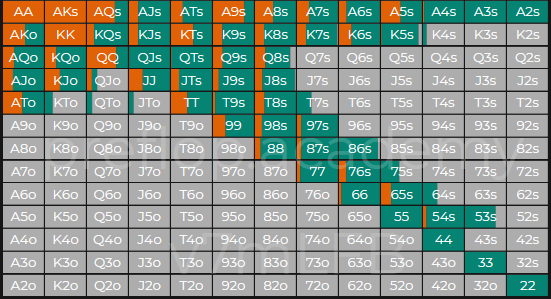 AA AKs AQs AJs ATs A9s A8s A7s A6s A5s A4s A3s A2s
AKo KK KQs KJs KTs K9s K8s K7s K6s K5s K4s K3s K2s
AQo KQo QQ QJs QTs Q9s Q8s Q7s Q6s Q5s Q4s Q3s Q2s
AJo KJo QJo JJ JTs J9s J8s J7s J6s J5s J4s J3s J2s
ATo KTo QTo JTo TT T9s T8s T7s T6s T5s T4s T3s T2s
A9o K9o Q9o J9o T9o 99 98s 97s 96s 95s 94s 93s 92s
A8o K8o Q8o J8o T8o 98o 88 87s 86s 85s 84s 83s 82s
preflop.academy
A7o K7o Q7o J7o T7o 97o 87o 77 76s 75s 74s 73s 72s
A6o K6o Q6o J6o T6o 96o 86o 76o 66 65s 64s 63s 62s
A5o K5o Q5o J5o T5o 95o 85o 75o 65o 55 54s 53s 52s
A4o K4o Q4o J4o T4o 94o 84o 74o 64o 54o 44 43s 42s
A3o K3o Q3o J3o T3o 93o 83o 73o 63o 53o 43o 33 32s
A2o K2o Q2o J2o T2o 92o 82o 72o 62o 52o 42o 32o 22